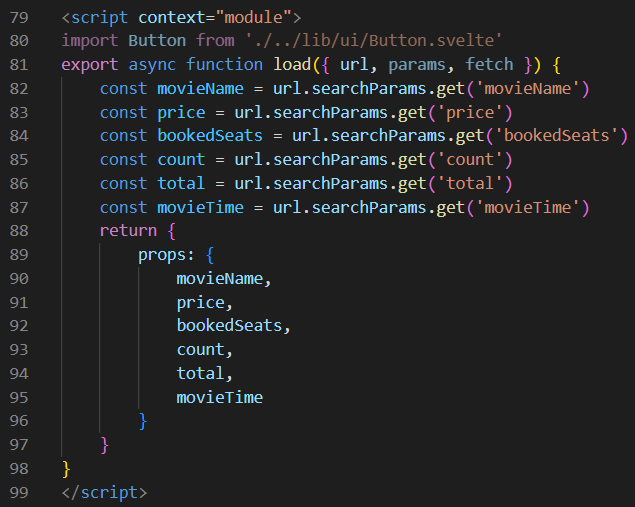 79 <script context="module">
80 import Button from './../lib/ui/Button.svelte'
81 export async function load({ url, params, fetch }) {
82     const movieName = url.searchParams.get('movieName')
83     const price = url.searchParams.get('price')
84     const bookedSeats = url.searchParams.get('bookedSeats')
85     const count = url.searchParams.get('count')
86     const total = url.searchParams.get('total')
87     const movieTime = url.searchParams.get('movieTime')
88     return {
89         props: {
90             movieName,
91             price,
92             bookedSeats,
93             count,
94             total,
95             movieTime
96         }
97     }
98 }
99 </script>